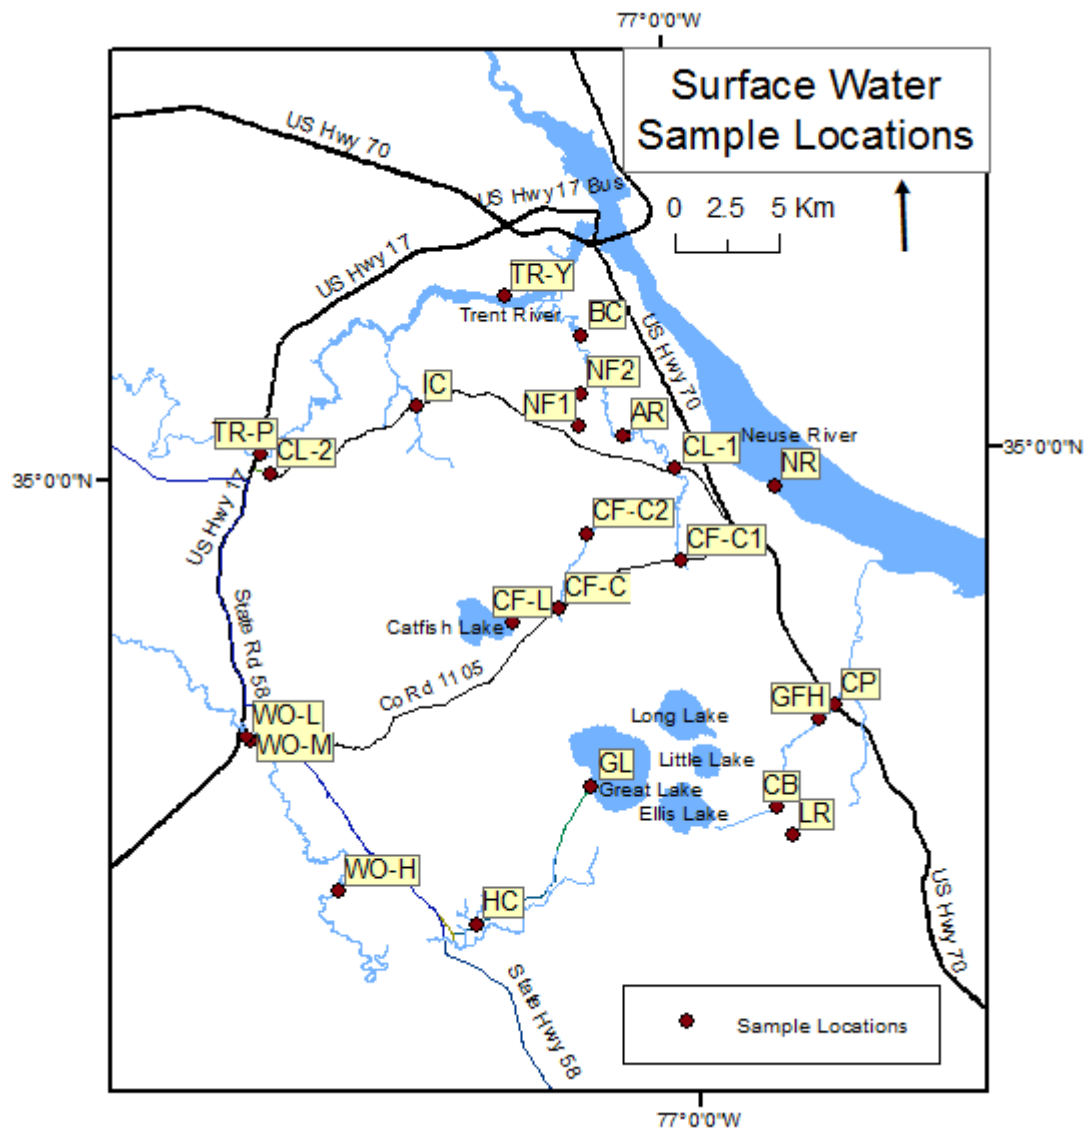 77°0'0"W
Surface Water
Sample Locations
US Hwy 70
US Hwy 17 Bus
0 2.5 5 Km
US Hwy 17
TR-Y
Trent River
BC
US Hwy 70
NF2
IC
NF1
AR
TR-P
CL-2
CL-1
Neuse River
NR
35°0'0"N
35°0'0"N
US Hwy 17
CF-C2
CF-C1
CF-C
CF-L
Catfish Lake
State Rd 58
Co Rd 1105
CP
GFH
WO-L
WO-M
Long Lake
Little Lake
GL
Great Lake
Ellis Lake
CB
LR
WO-H
HC
US Hwy 70
State Hwy 58
Sample Locations
77°0'0"W